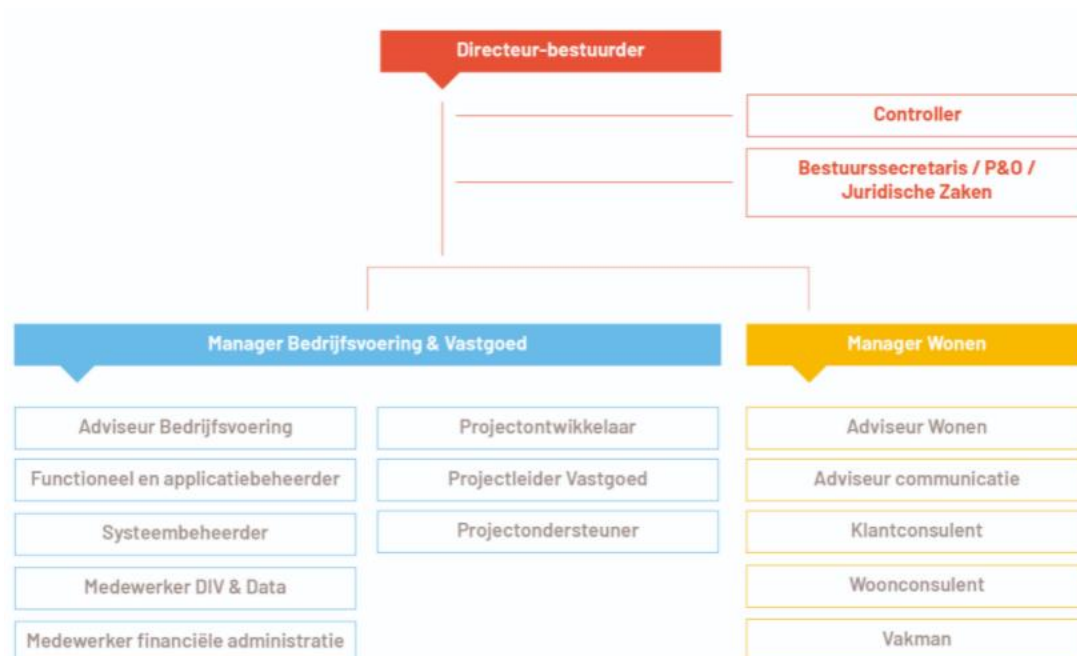 Directeur-bestuurder
Controller
Bestuurssecretaris / P&O /
Juridische Zaken
Manager Bedrijfsvoering & Vastgoed
Adviseur Bedrijfsvoering
Functioneel en applicatiebeheerder
Systeembeheerder
Medewerker DIV & Data
Medewerker financiële administratie
Projectontwikkelaar
Projectleider Vastgoed
Projectondersteuner
Manager Wonen
Adviseur Wonen
Adviseur communicatie
Klantconsulent
Woonconsulent
Vakman